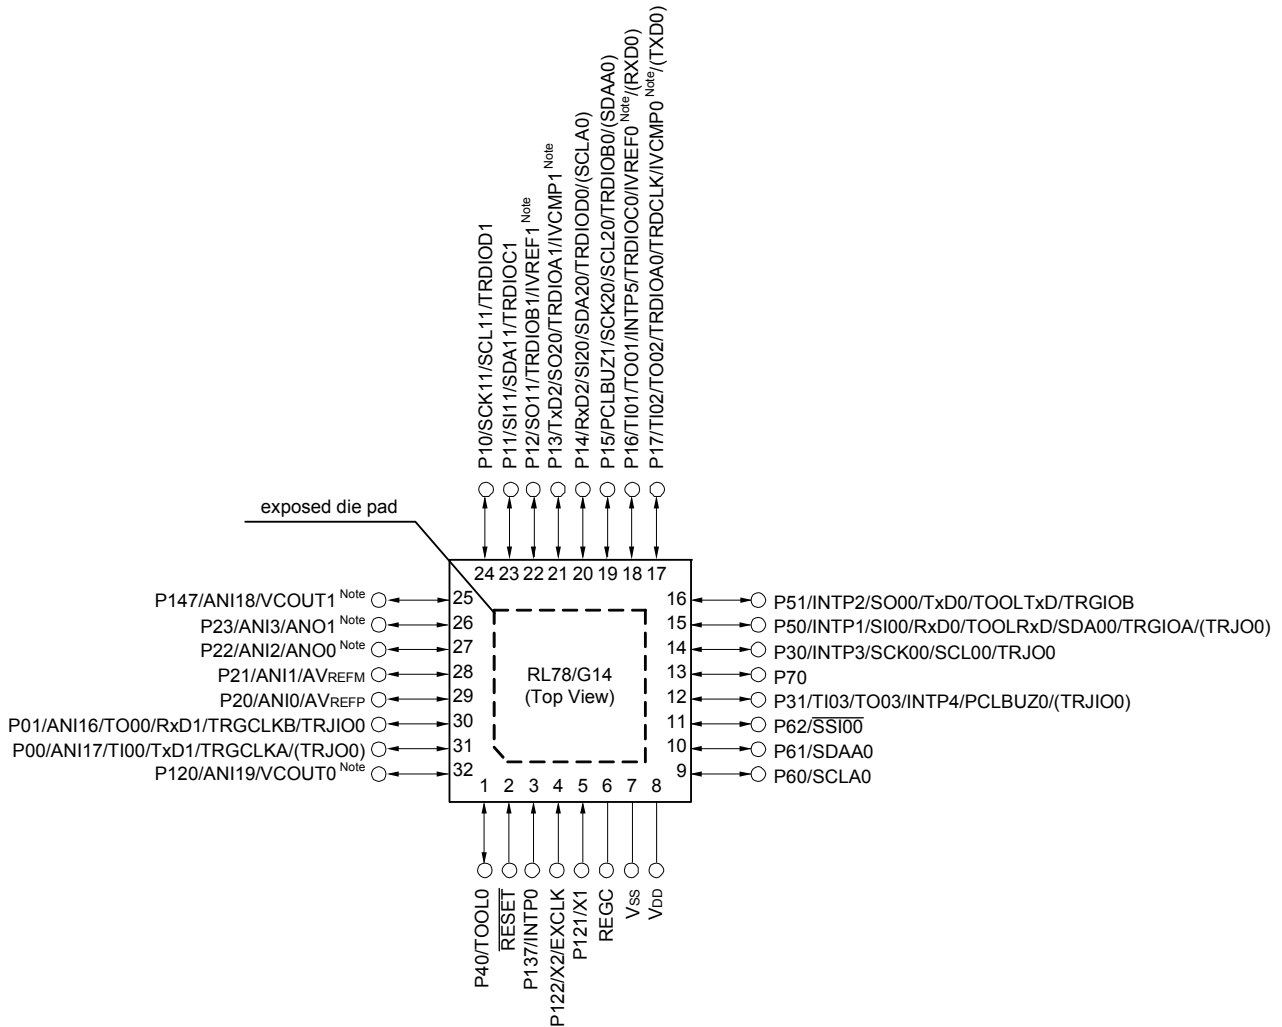 P10/SCK11/SCL11/TRDIOD1
P11/SI11/SDA11/TRDIOC1
P12/SO11/TRDIOB1/IVREF1 Note
P13/TxD2/SO20/TRDIOA1/IVCMP1 Note
P14/RxD2/SI20/SDA20/TRDIOD0/(SCLA0)
P15/PCLBUZ1/SCK20/SCL20/TRDIOB0/(SDAA0)
P16/TI01/TO01/INTP5/TRDIOC0/IVREF0 Note/(RXD0)
P17/TI02/TO02/TRDIOA0/TRDCLK/IVCMP0 Note/(TXD0)
exposed die pad
24 23 22 21 20 19 18 17
P147/ANI18/VCOUT1 Note 25
P23/ANI3/ANO1 Note 26
P22/ANI2/ANO0 Note 27
P21/ANI1/AVREFM 28
P20/ANI0/AVREFP 29
P01/ANI16/TO00/RxD1/TRGCLKB/TRJIO0 30
P00/ANI17/TI00/TxD1/TRGCLKA/(TRJO0) 31
P120/ANI19/VCOUT0 Note 32
RL78/G14
(Top View)
16 P51/INTP2/SO00/TxD0/TOOLTxD/TRGIOB
15 P50/INTP1/SI00/RxD0/TOOLRxD/SDA00/TRGIOA/(TRJO0)
14 P30/INTP3/SCK00/SCL00/TRJO0
13 P70
12 P31/TI03/TO03/INTP4/PCLBUZ0/(TRJIO0)
11 P62/SSI00
10 P61/SDAA0
9 P60/SCLA0
1 2 3 4 5 6 7 8
P40/TOOL0
RESET
P137/INTP0
P122/X2/EXCLK
P121/X1
REGC
VSS
VDD